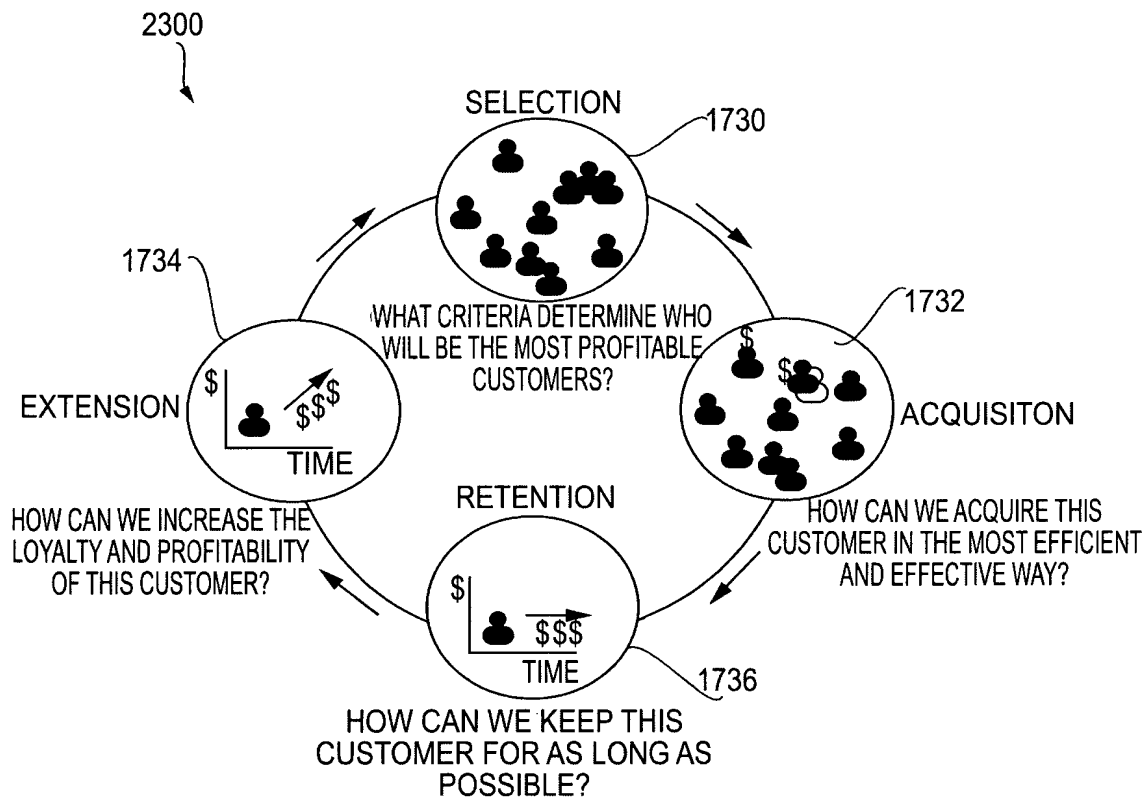 2300
SELECTION
1730
1734
WHAT CRITERIA DETERMINE WHO
WILL BE THE MOST PROFITABLE
CUSTOMERS?
1732
$
$
ACQUISITON
EXTENSION
$
$$$
TIME
HOW CAN WE INCREASE THE
LOYALTY AND PROFITABILITY
OF THIS CUSTOMER?
HOW CAN WE ACQUIRE THIS
CUSTOMER IN THE MOST EFFICIENT
AND EFFECTIVE WAY?
RETENTION
$
$$$
TIME
1736
HOW CAN WE KEEP THIS
CUSTOMER FOR AS LONG AS
POSSIBLE?